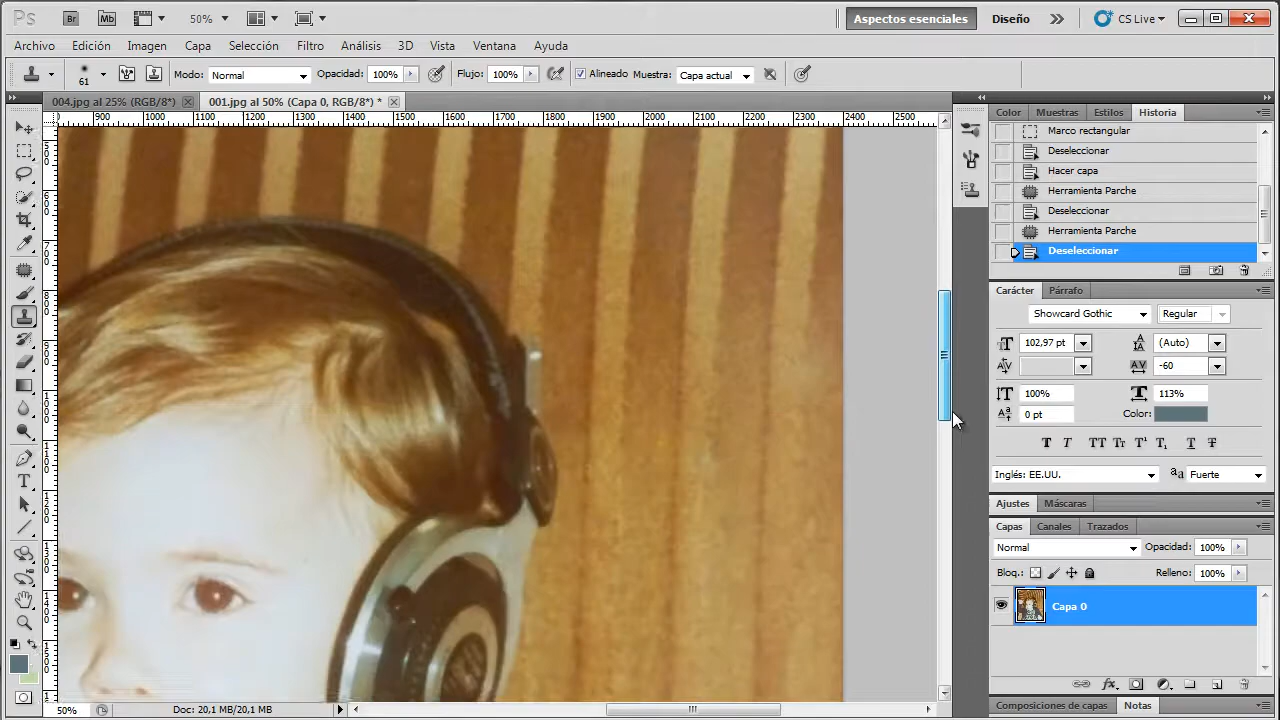 Ps Br Mb 50% Aspectos esenciales Diseño CS Live
Archivo Edición Imagen Capa Selección Filtro Análisis 3D Vista Ventana Ayuda
61 Modo: Normal Opacidad: 100% Flujo: 100% Alineado Muestra: Capa actual
004.jpg al 25% (RGB/8*) 001.jpg al 50% (Capa 0, RGB/8*) *
900 1000 1100 1200 1300 1400 1500 1600 1700 1800 1900 2000 2100 2200 2300 2400 2500
Color Muestras Estilos Historia
Marco rectangular
Deseleccionar
Hacer capa
Herramienta Parche
Deseleccionar
Herramienta Parche
Deseleccionar
Carácter Párrafo
Showcard Gothic Regular
102,97 pt (Auto)
-60
100% 113%
0 pt Color:
T T TT Tt T¹ T₁ T T
Inglés: EE.UU. aa Fuerte
Ajustes Máscaras
Capas Canales Trazados
Normal Opacidad: 100%
Bloq.: Relleno: 100%
Capa 0
Composiciones de capas Notas
50% Doc: 20,1 MB/20,1 MB